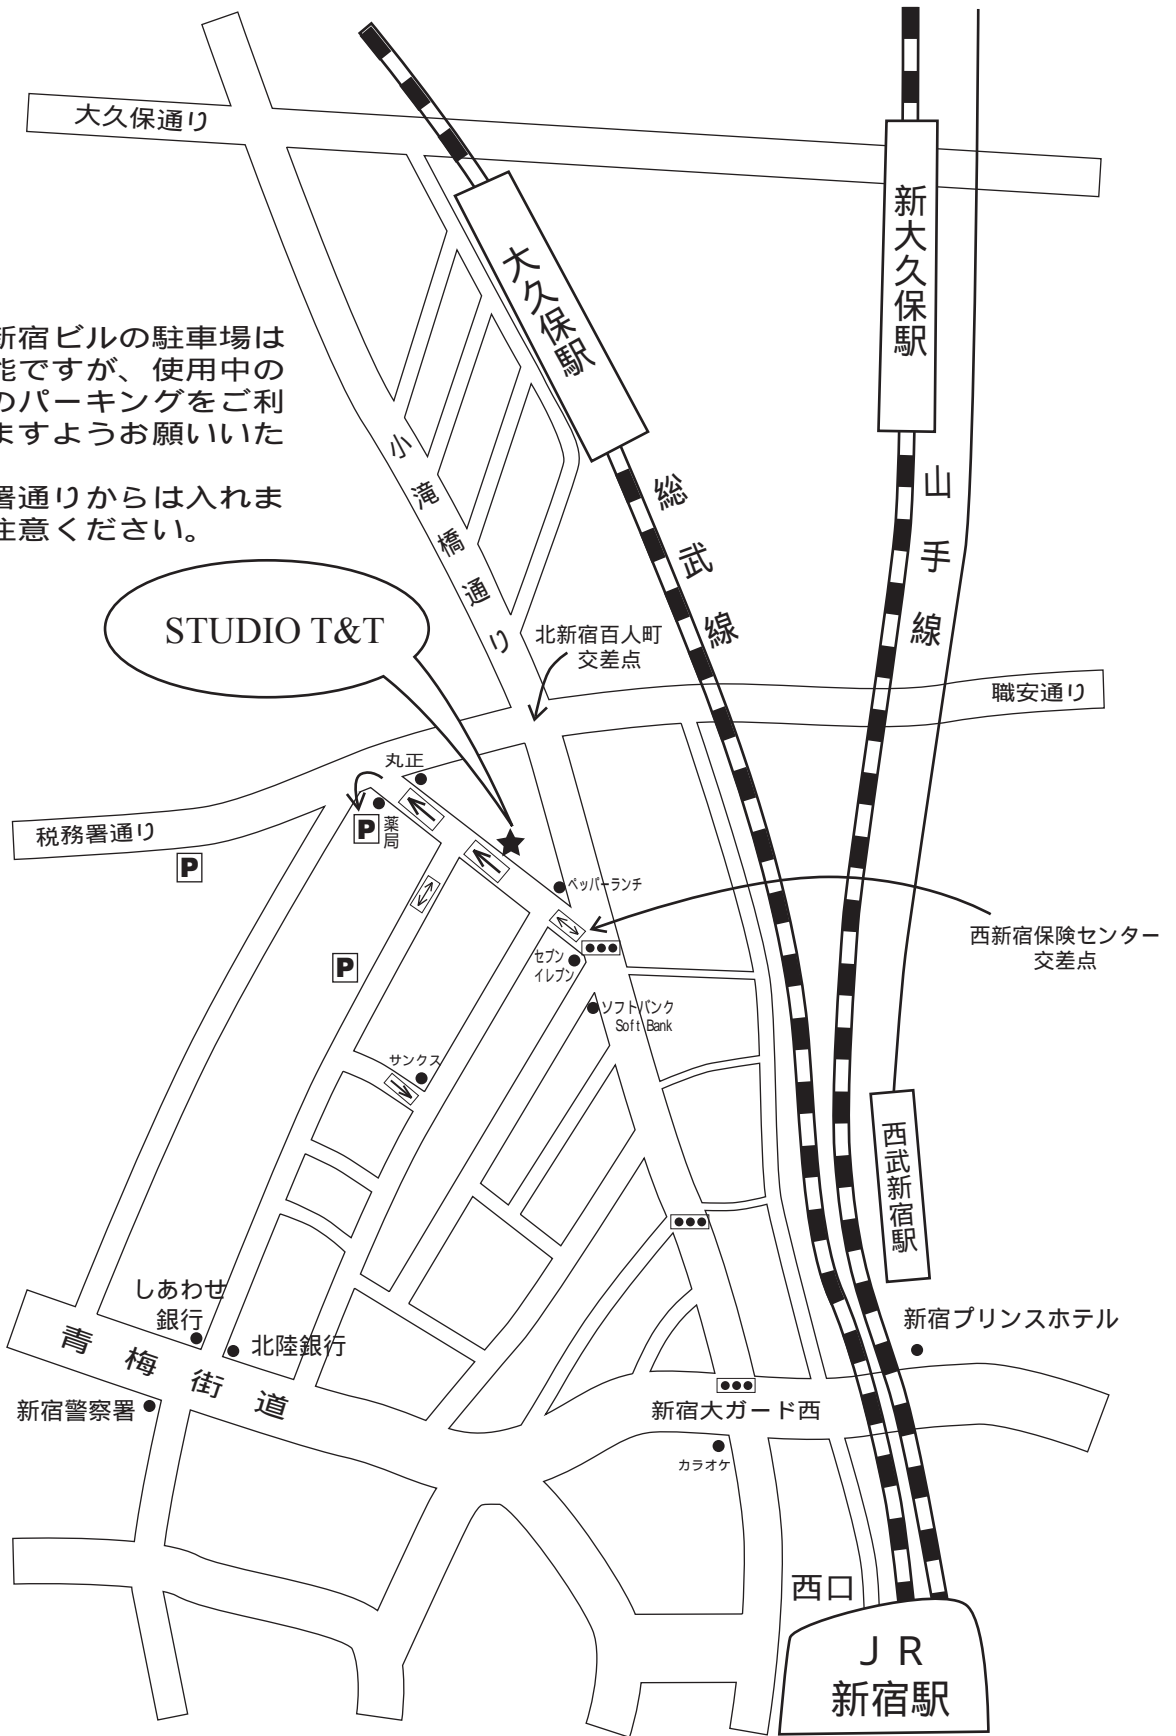 大久保通り
新大久保駅
大久保駅
新宿ビルの駐車場は
能ですが、使用中の
のパーキングをご利
ますようお願いいた
署通りからは入れま
注意ください。
小滝橋通り
総武線
山手線
STUDIO T&T
北新宿百人町
交差点
職安通り
丸正
税務署通り
P
薬局
P
ペッパーランチ
西新宿保険センター
交差点
セブン
イレブン
P
ソフトバンク
Soft Bank
サンクス
西武新宿駅
しあわせ
銀行
北陸銀行
新宿プリンスホテル
青梅街道
新宿警察署
新宿大ガード西
カラオケ
西口
ＪＲ
新宿駅